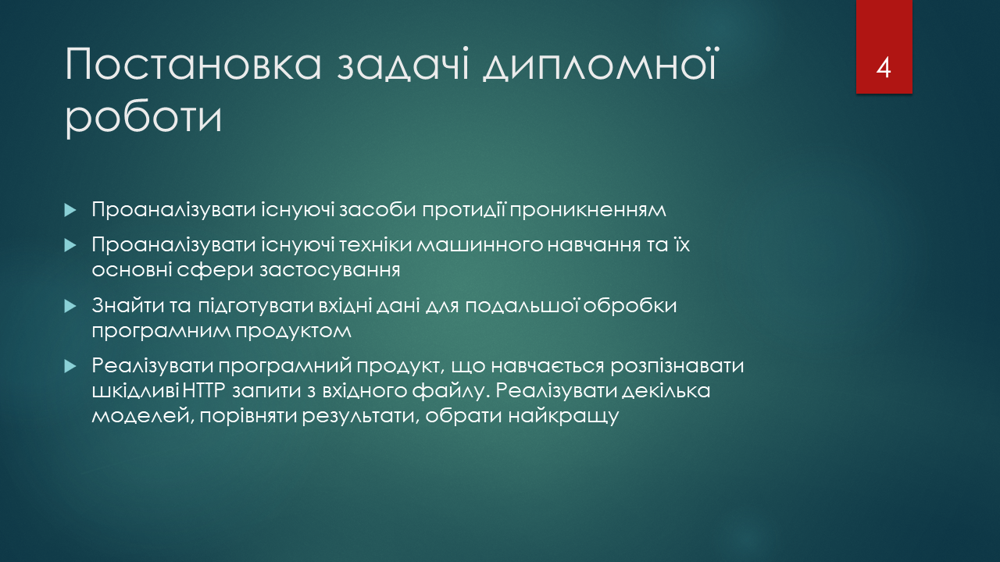 Постановка задачі дипломної
роботи
4
Проаналізувати існуючі засоби протидії проникненням
Проаналізувати існуючі техніки машинного навчання та їх
основні сфери застосування
Знайти та підготувати вхідні дані для подальшої обробки
програмним продуктом
Реалізувати програмний продукт, що навчається розпізнавати
шкідливі HTTP запити з вхідного файлу. Реалізувати декілька
моделей, порівняти результати, обрати найкращу